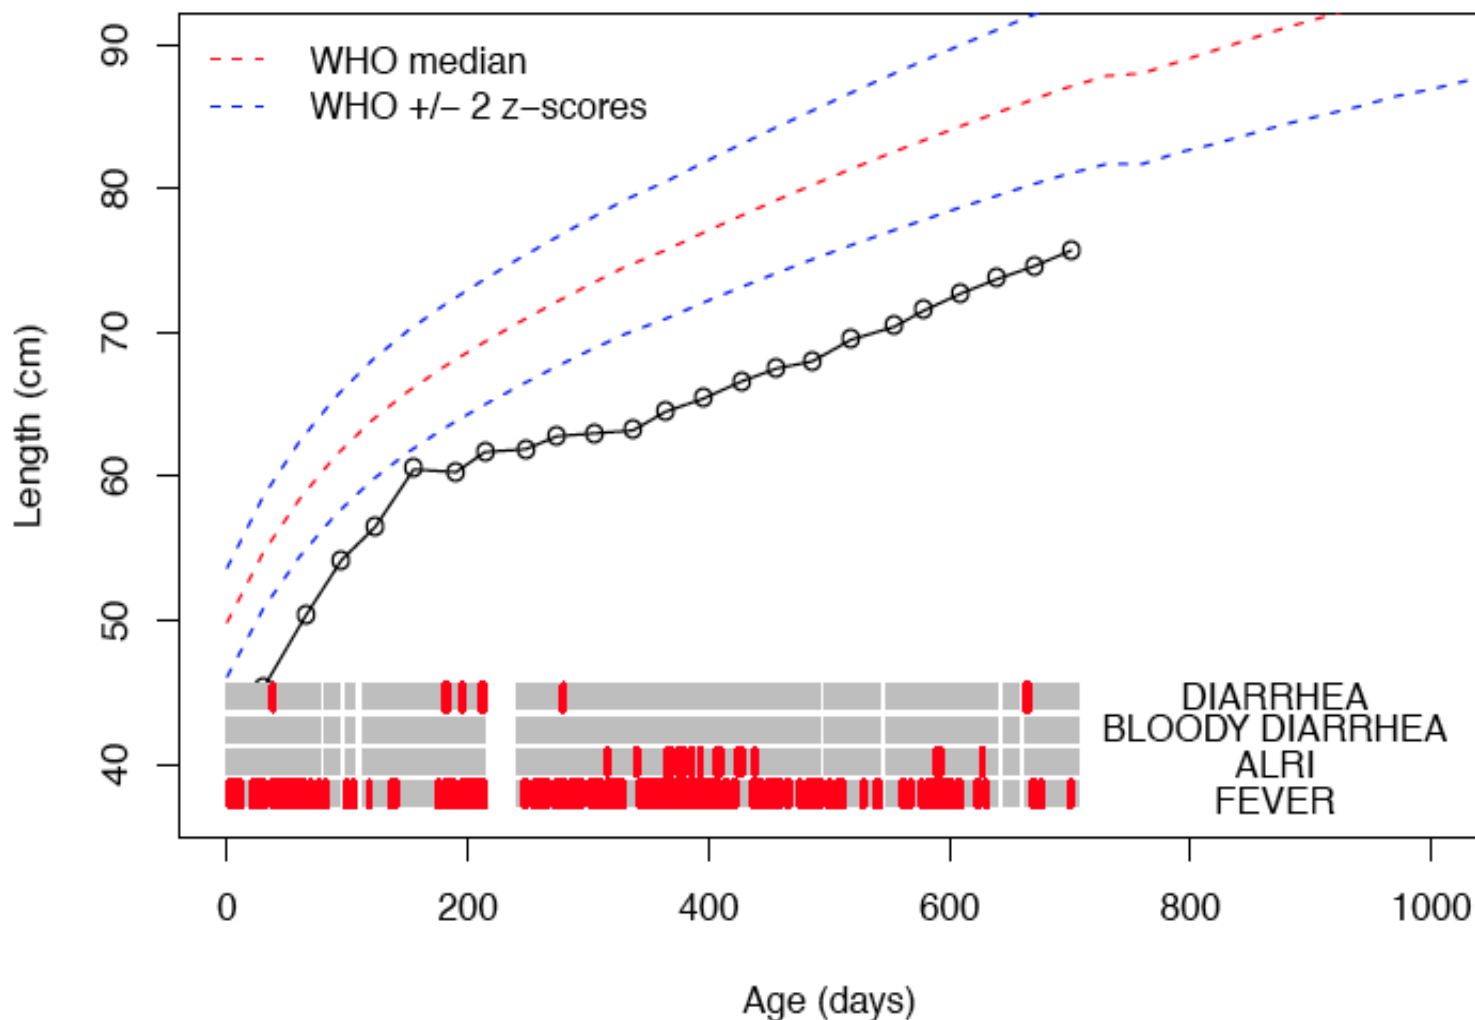 WHO median
WHO +/− 2 z−scores
90
80
70
60
50
40
Length (cm)
DIARRHEA
BLOODY DIARRHEA
ALRI
FEVER
0 200 400 600 800 1000
Age (days)